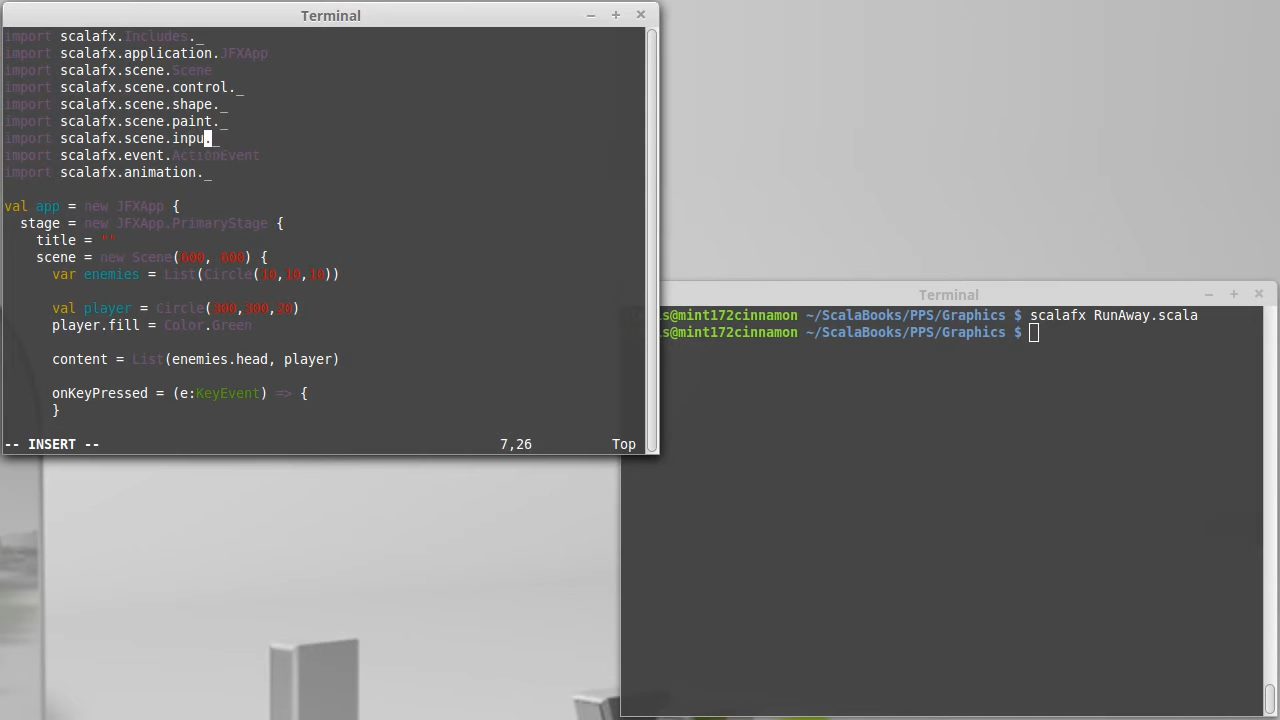 Terminal
import scalafx.Includes._
import scalafx.application.JFXApp
import scalafx.scene.Scene
import scalafx.scene.control._
import scalafx.scene.shape._
import scalafx.scene.paint._
import scalafx.scene.inpu._
import scalafx.event.ActionEvent
import scalafx.animation._
val app = new JFXApp {
stage = new JFXApp.PrimaryStage {
title = ""
scene = new Scene(600, 600) {
var enemies = List(Circle(10,10,10))
val player = Circle(300,300,20)
player.fill = Color.Green
content = List(enemies.head, player)
onKeyPressed = (e:KeyEvent) => {
}
-- INSERT -- 7,26 Top
Terminal
is@mint172cinnamon ~/ScalaBooks/PPS/Graphics $ scalafx RunAway.scala
is@mint172cinnamon ~/ScalaBooks/PPS/Graphics $